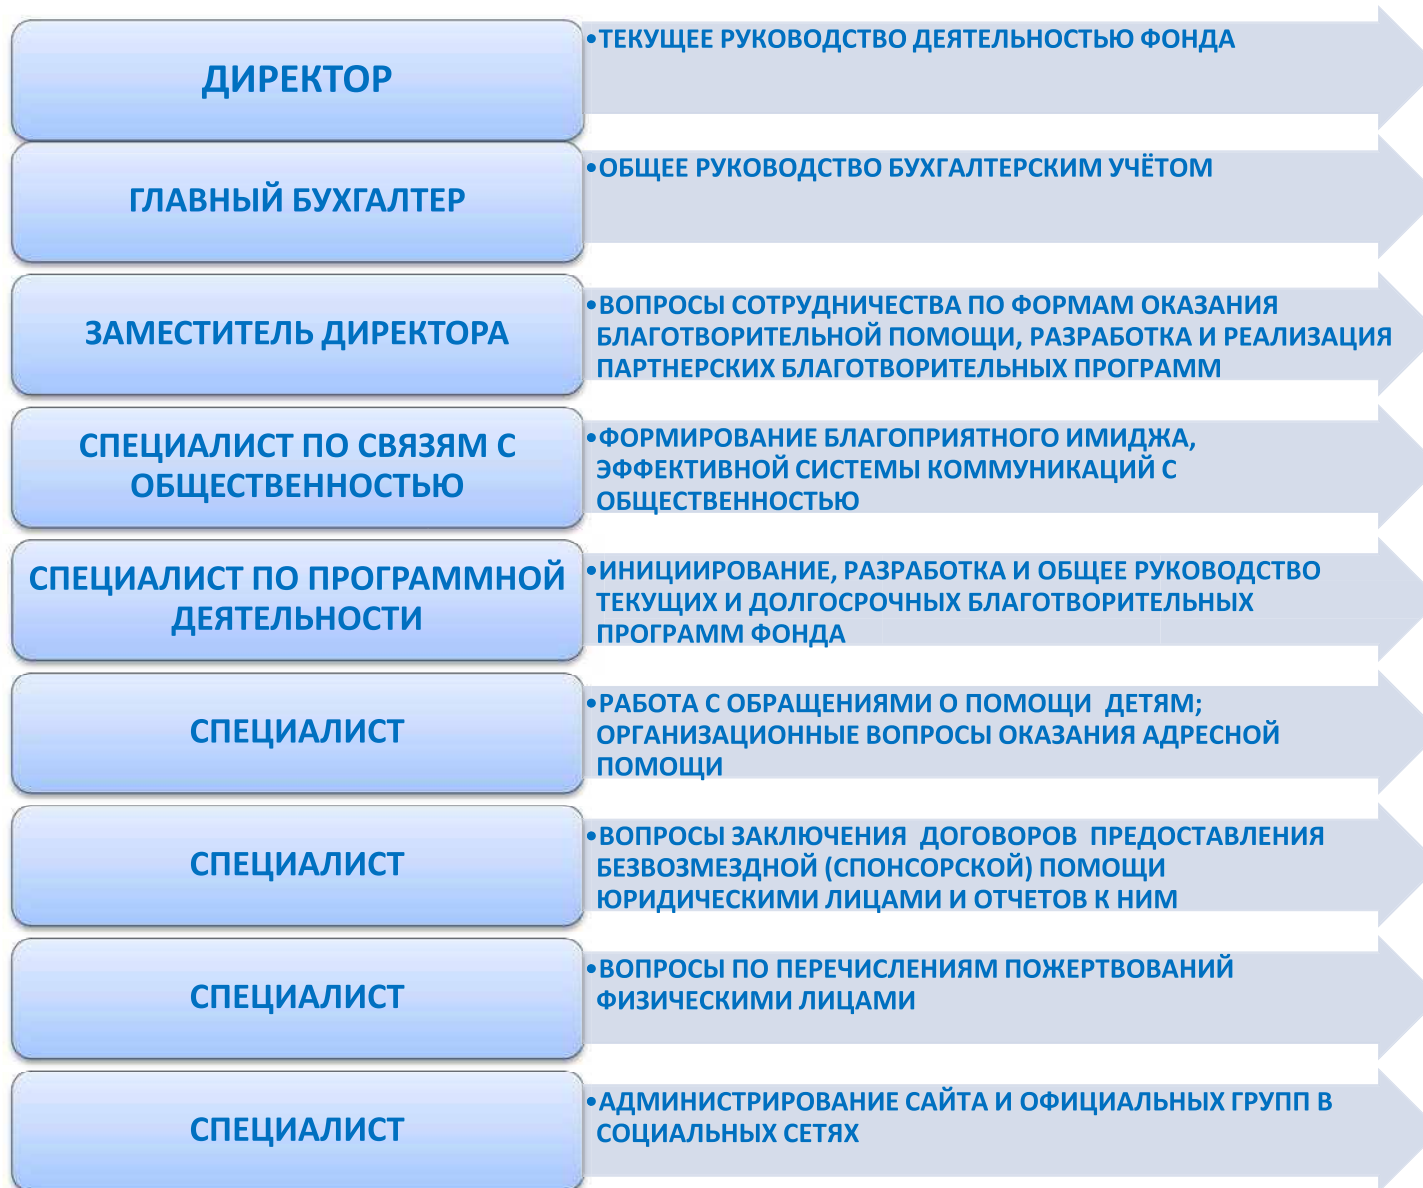 ДИРЕКТОР
•ТЕКУЩЕЕ РУКОВОДСТВО ДЕЯТЕЛЬНОСТЬЮ ФОНДА
ГЛАВНЫЙ БУХГАЛТЕР
•ОБЩЕЕ РУКОВОДСТВО БУХГАЛТЕРСКИМ УЧЁТОМ
ЗАМЕСТИТЕЛЬ ДИРЕКТОРА
•ВОПРОСЫ СОТРУДНИЧЕСТВА ПО ФОРМАМ ОКАЗАНИЯ
БЛАГОТВОРИТЕЛЬНОЙ ПОМОЩИ, РАЗРАБОТКА И РЕАЛИЗАЦИЯ
ПАРТНЕРСКИХ БЛАГОТВОРИТЕЛЬНЫХ ПРОГРАММ
СПЕЦИАЛИСТ ПО СВЯЗЯМ С
ОБЩЕСТВЕННОСТЬЮ
•ФОРМИРОВАНИЕ БЛАГОПРИЯТНОГО ИМИДЖА,
ЭФФЕКТИВНОЙ СИСТЕМЫ КОММУНИКАЦИЙ С
ОБЩЕСТВЕННОСТЬЮ
СПЕЦИАЛИСТ ПО ПРОГРАММНОЙ
ДЕЯТЕЛЬНОСТИ
•ИНИЦИИРОВАНИЕ, РАЗРАБОТКА И ОБЩЕЕ РУКОВОДСТВО
ТЕКУЩИХ И ДОЛГОСРОЧНЫХ БЛАГОТВОРИТЕЛЬНЫХ
ПРОГРАММ ФОНДА
СПЕЦИАЛИСТ
•РАБОТА С ОБРАЩЕНИЯМИ О ПОМОЩИ ДЕТЯМ;
ОРГАНИЗАЦИОННЫЕ ВОПРОСЫ ОКАЗАНИЯ АДРЕСНОЙ
ПОМОЩИ
СПЕЦИАЛИСТ
•ВОПРОСЫ ЗАКЛЮЧЕНИЯ ДОГОВОРОВ ПРЕДОСТАВЛЕНИЯ
БЕЗВОЗМЕЗДНОЙ (СПОНСОРСКОЙ) ПОМОЩИ
ЮРИДИЧЕСКИМИ ЛИЦАМИ И ОТЧЕТОВ К НИМ
СПЕЦИАЛИСТ
•ВОПРОСЫ ПО ПЕРЕЧИСЛЕНИЯМ ПОЖЕРТВОВАНИЙ
ФИЗИЧЕСКИМИ ЛИЦАМИ
СПЕЦИАЛИСТ
•АДМИНИСТРИРОВАНИЕ САЙТА И ОФИЦИАЛЬНЫХ ГРУПП В
СОЦИАЛЬНЫХ СЕТЯХ